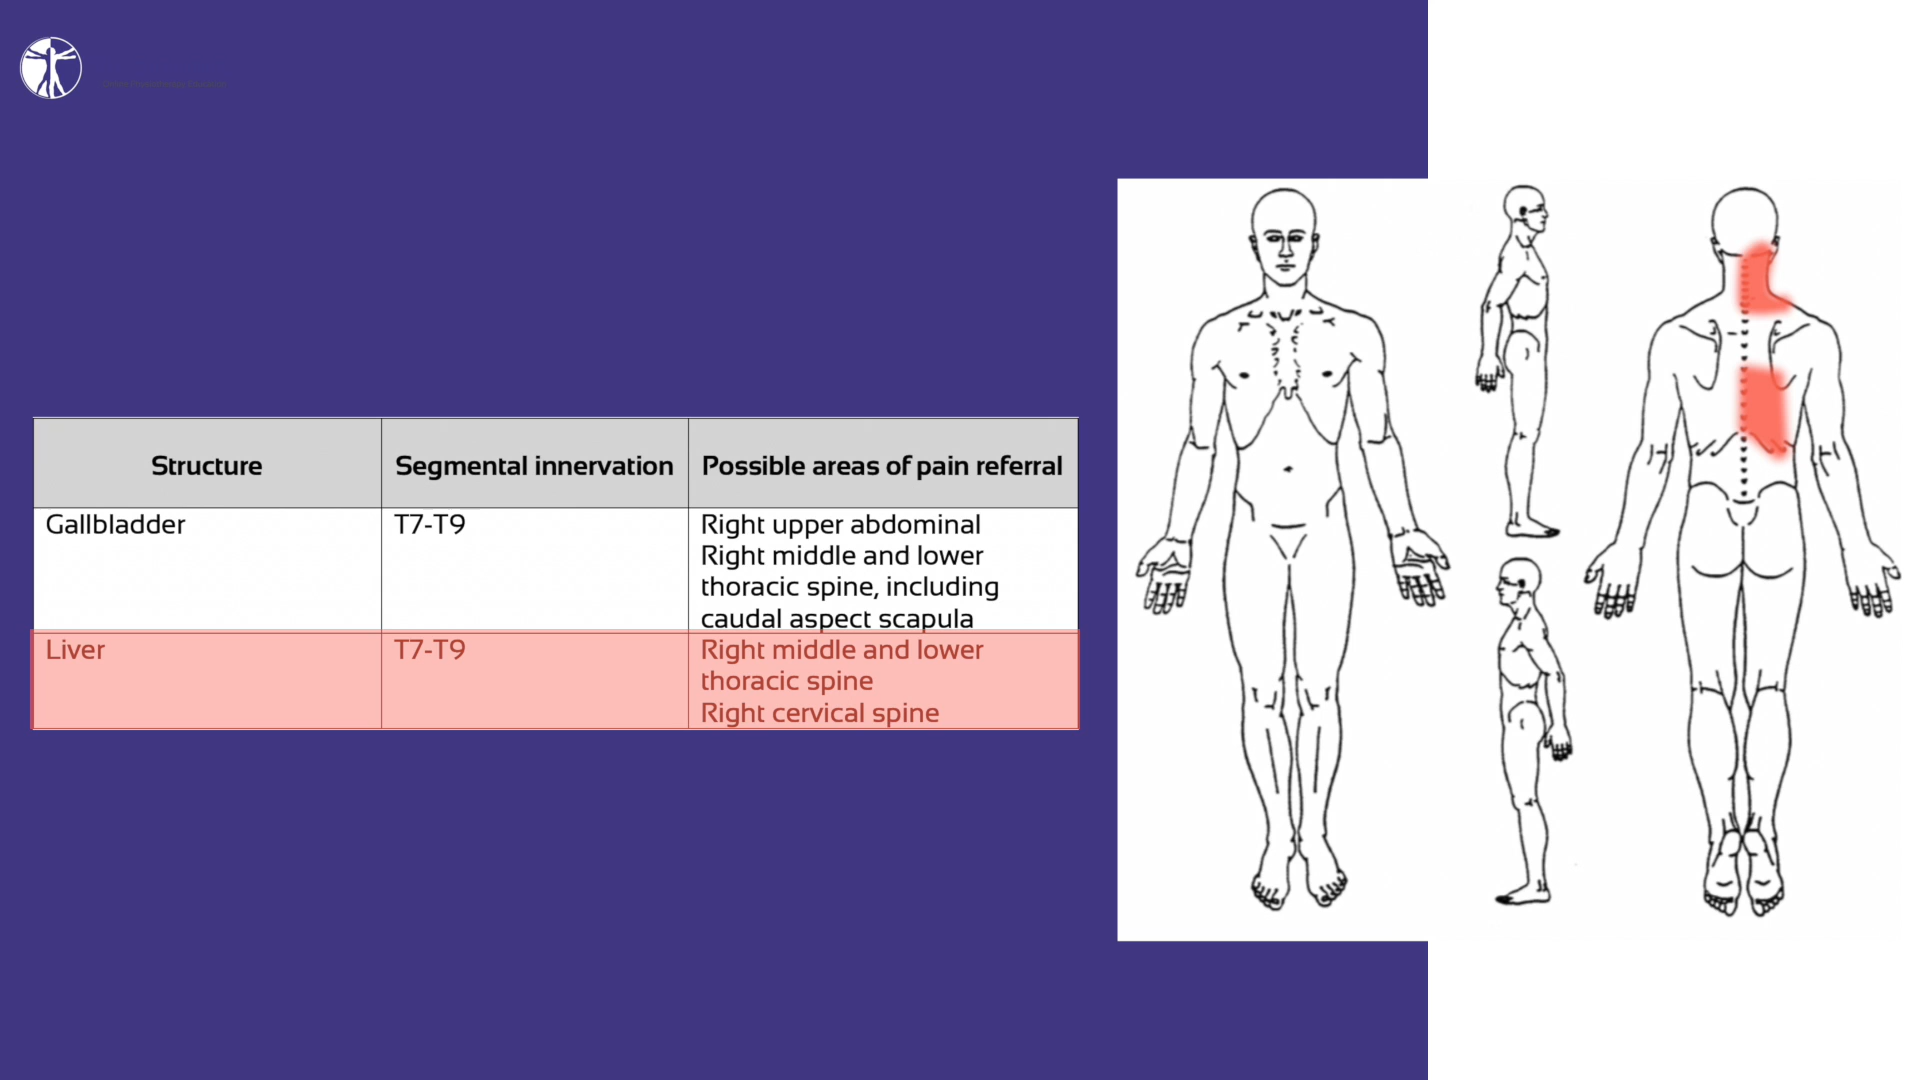 Structure
Segmental innervation
Possible areas of pain referral
Gallbladder
T7-T9
Right upper abdominal
Right middle and lower
thoracic spine, including
caudal aspect scapula
Liver
T7-T9
Right middle and lower
thoracic spine
Right cervical spine